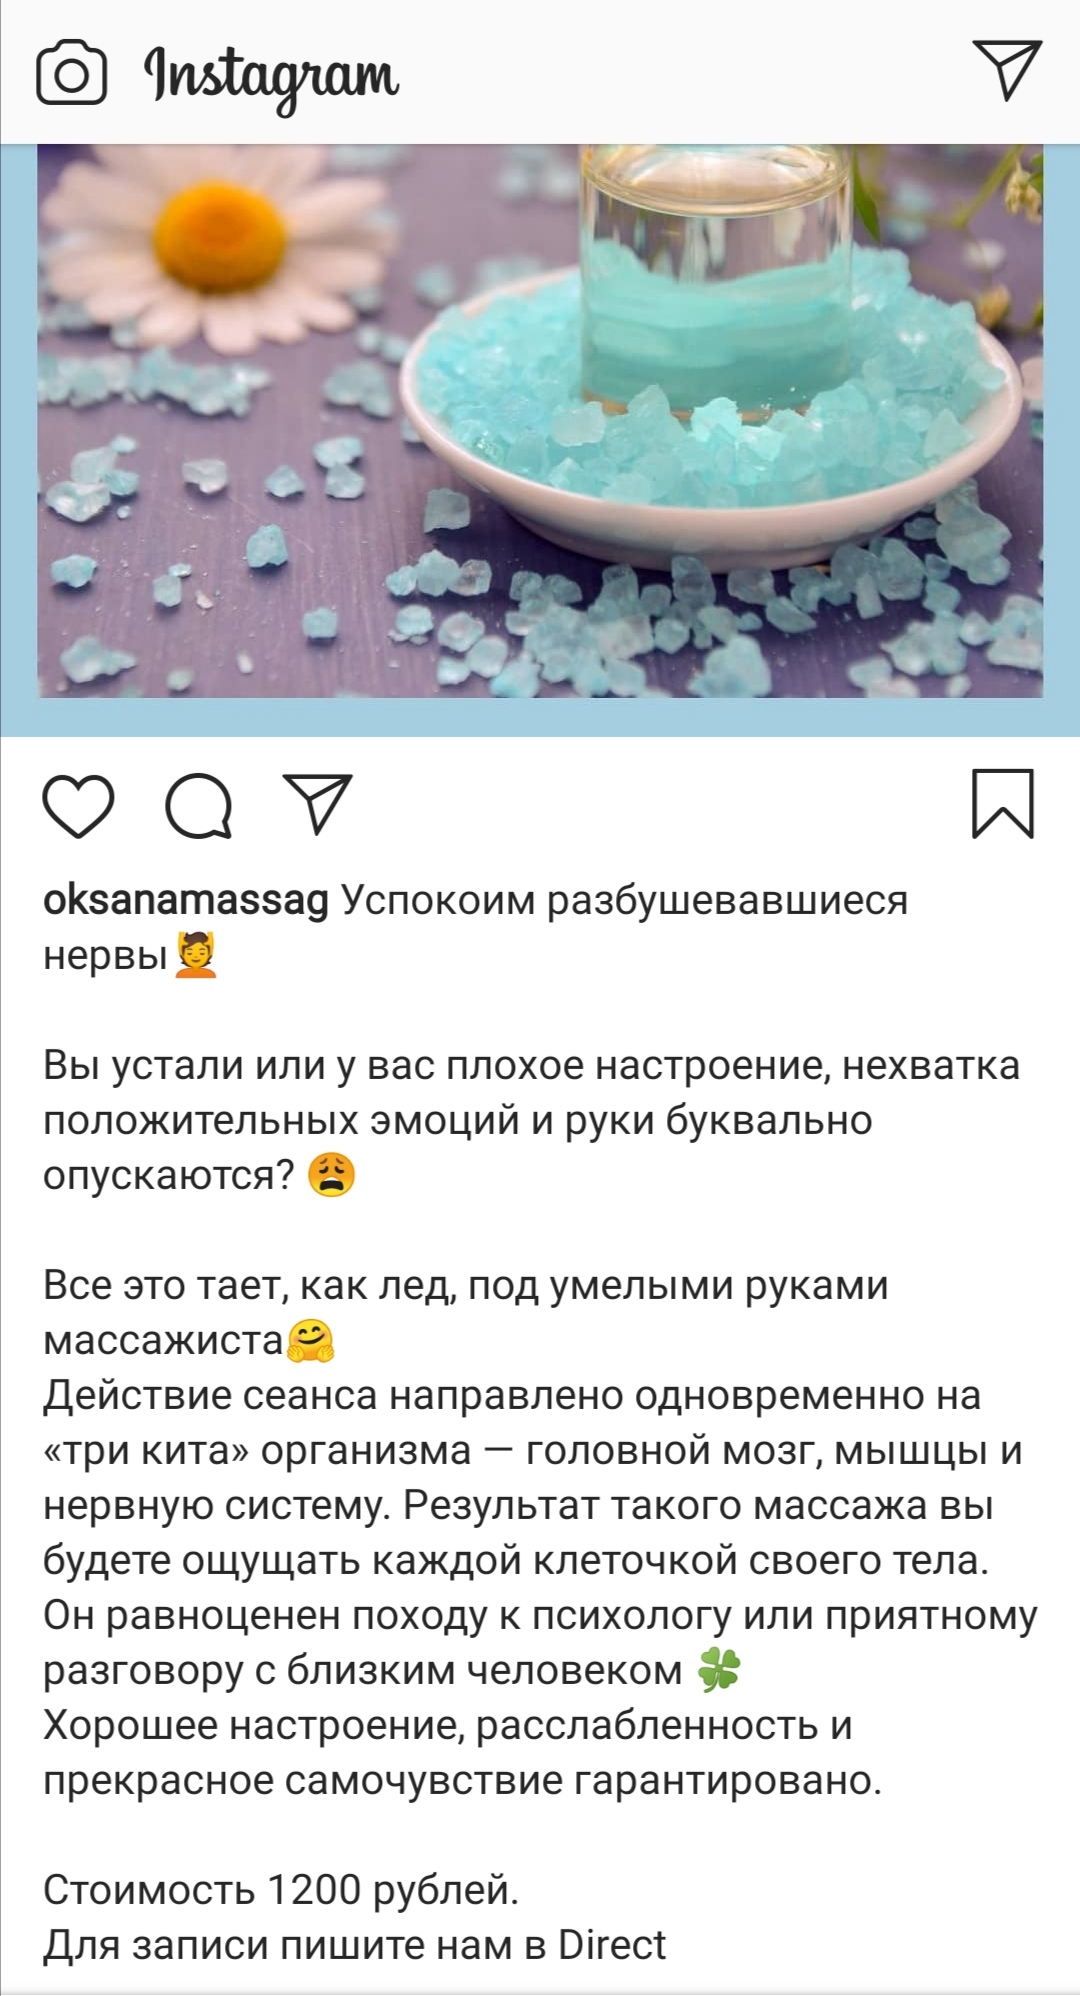 Instagram
oksanamassag Успокоим разбушевавшиеся
нервы💆
Вы устали или у вас плохое настроение, нехватка
положительных эмоций и руки буквально
опускаются? 😩
Все это тает, как лед, под умелыми руками
массажиста🤗
Действие сеанса направлено одновременно на
«три кита» организма — головной мозг, мышцы и
нервную систему. Результат такого массажа вы
будете ощущать каждой клеточкой своего тела.
Он равноценен походу к психологу или приятному
разговору с близким человеком 🍀
Хорошее настроение, расслабленность и
прекрасное самочувствие гарантировано.
Стоимость 1200 рублей.
Для записи пишите нам в Direct